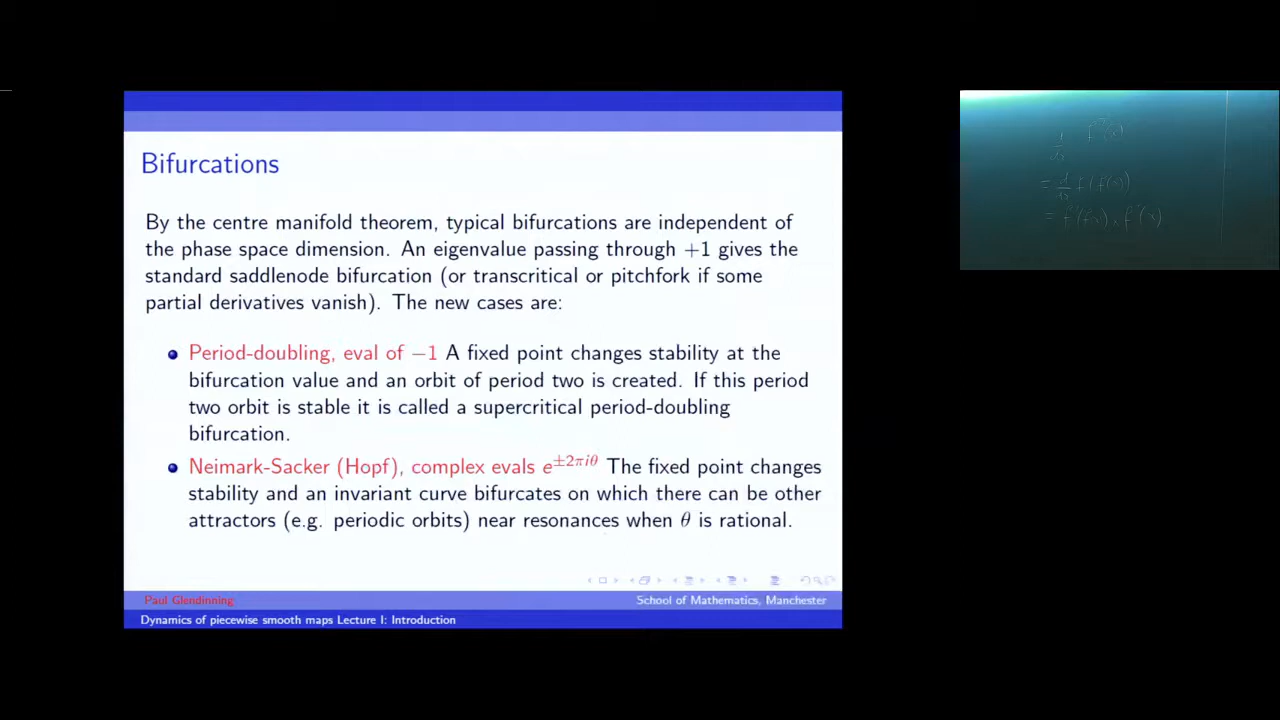 Bifurcations
By the centre manifold theorem, typical bifurcations are independent of
the phase space dimension. An eigenvalue passing through +1 gives the
standard saddlenode bifurcation (or transcritical or pitchfork if some
partial derivatives vanish). The new cases are:
Period-doubling, eval of −1 A fixed point changes stability at the
bifurcation value and an orbit of period two is created. If this period
two orbit is stable it is called a supercritical period-doubling
bifurcation.
Neimark-Sacker (Hopf), complex evals e^{±2πiθ} The fixed point changes
stability and an invariant curve bifurcates on which there can be other
attractors (e.g. periodic orbits) near resonances when θ is rational.
Paul Glendinning
School of Mathematics, Manchester
Dynamics of piecewise smooth maps Lecture I: Introduction